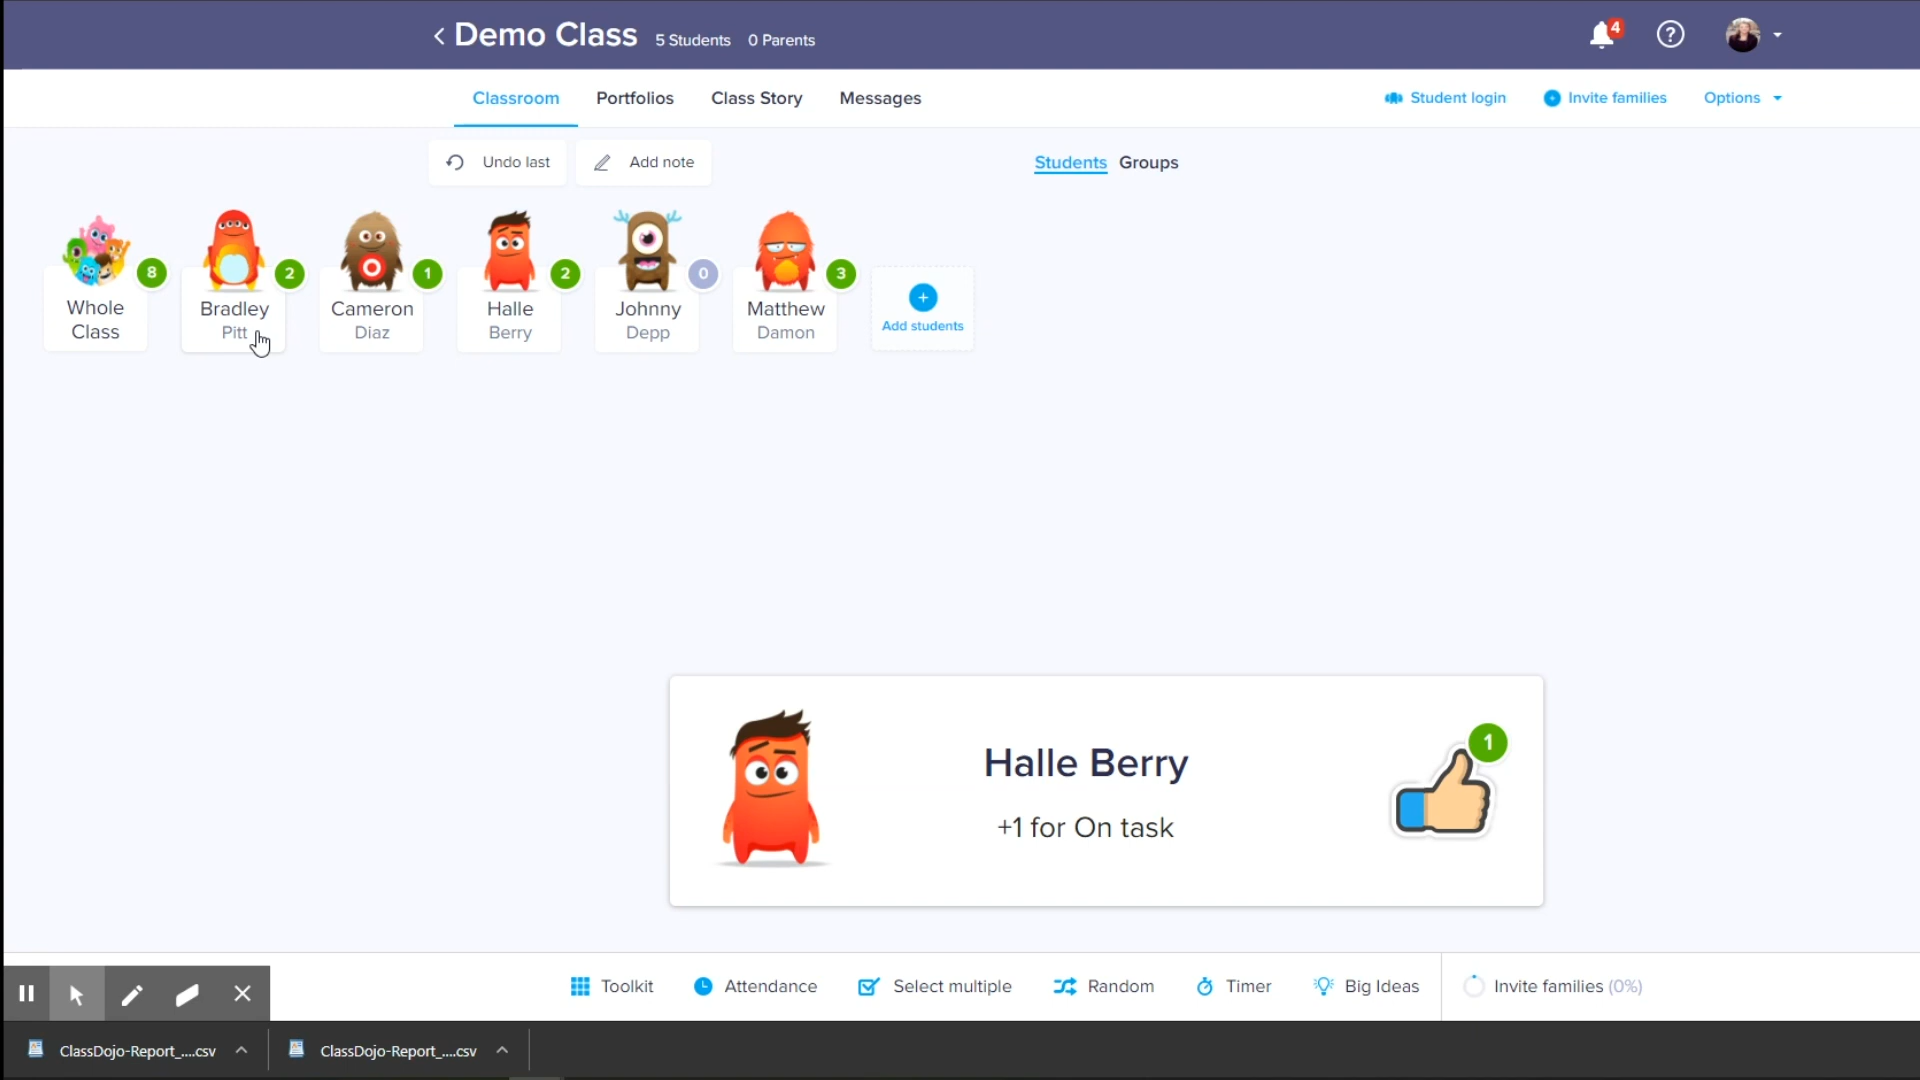 Demo Class 5 Students 0 Parents
4
?
Classroom Portfolios Class Story Messages
Student login Invite families Options
Undo last Add note
Students Groups
8 2 1 2 0 3
Whole
Class
Bradley
Pitt
Cameron
Diaz
Halle
Berry
Johnny
Depp
Matthew
Damon
Add students
1
Halle Berry
+1 for On task
Toolkit Attendance Select multiple Random Timer Big Ideas Invite families (0%)
ClassDojo-Report_....csv ClassDojo-Report_....csv